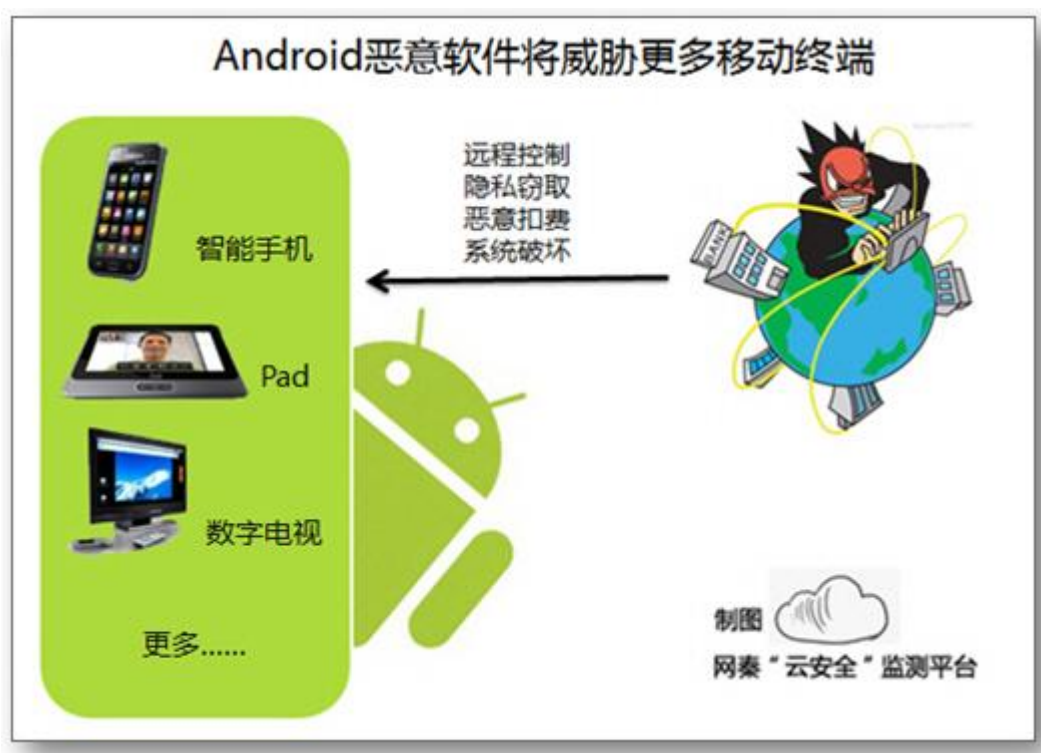 Android恶意软件将威胁更多移动终端
远程控制
隐私窃取
恶意扣费
系统破坏
智能手机
Pad
数字电视
更多……
BANK
制图
网秦“云安全”监测平台